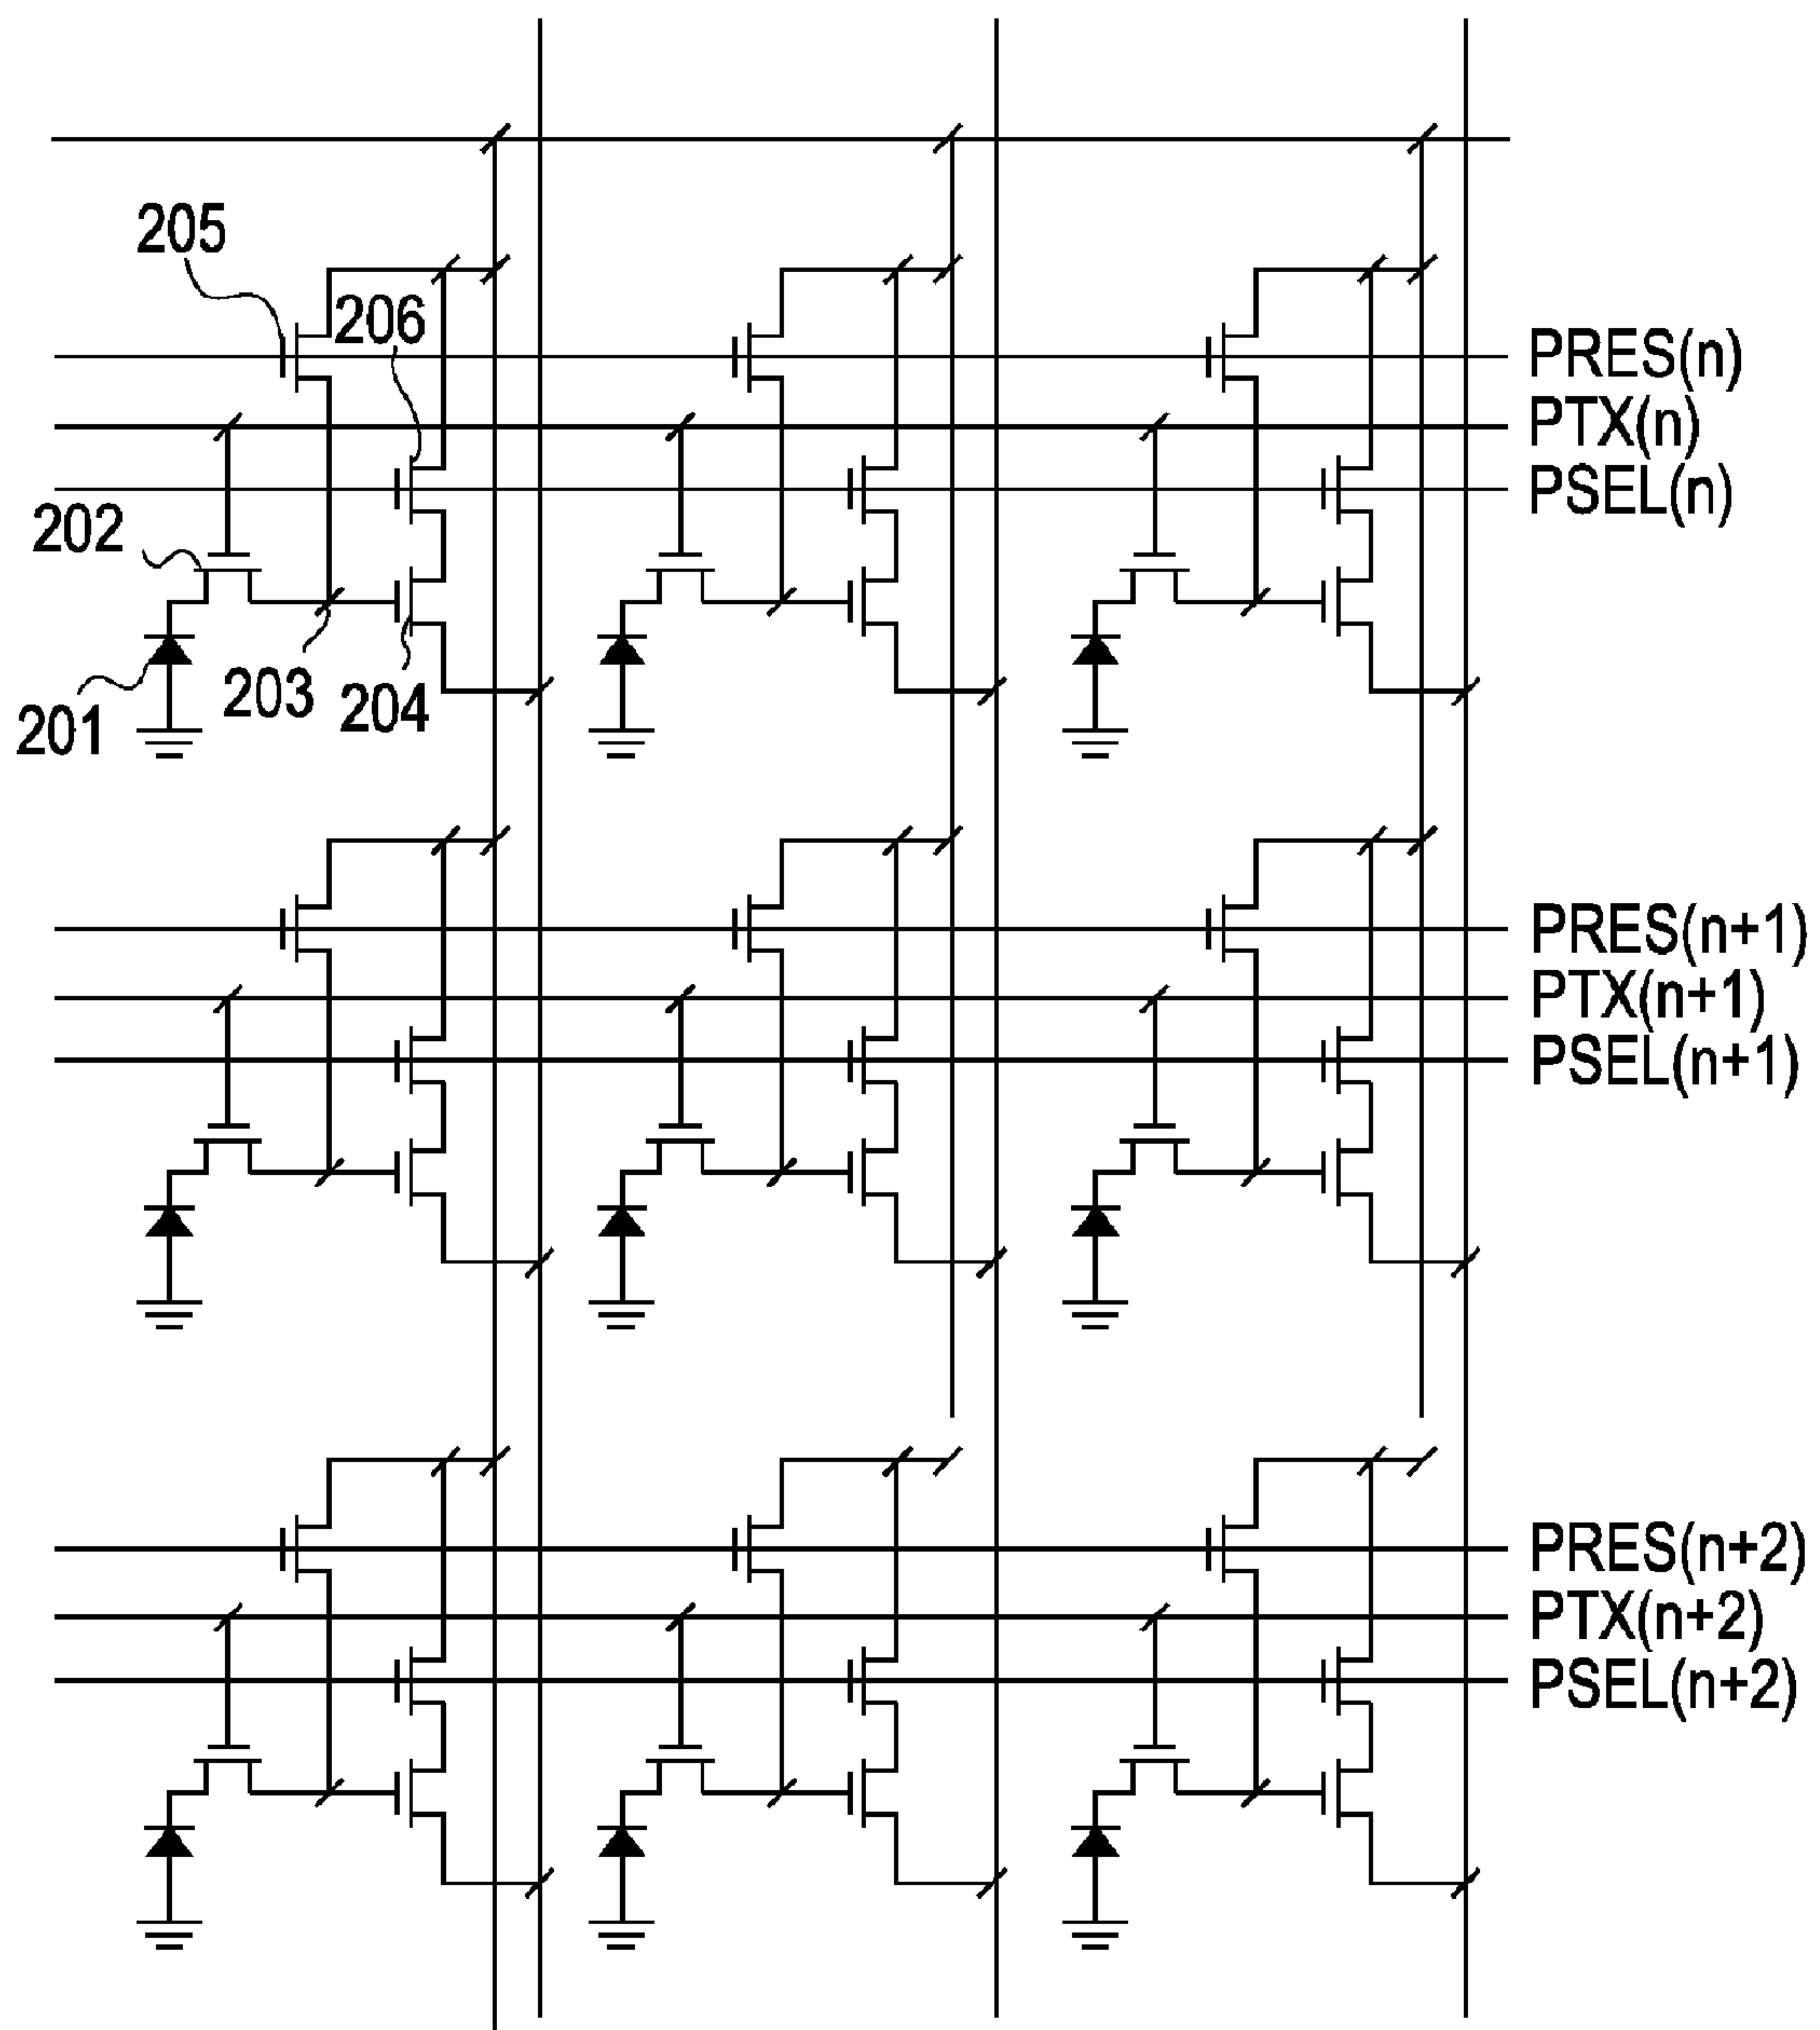 205
206
PRES(n)
PTX(n)
PSEL(n)
202
203
204
201
PRES(n+1)
PTX(n+1)
PSEL(n+1)
PRES(n+2)
PTX(n+2)
PSEL(n+2)